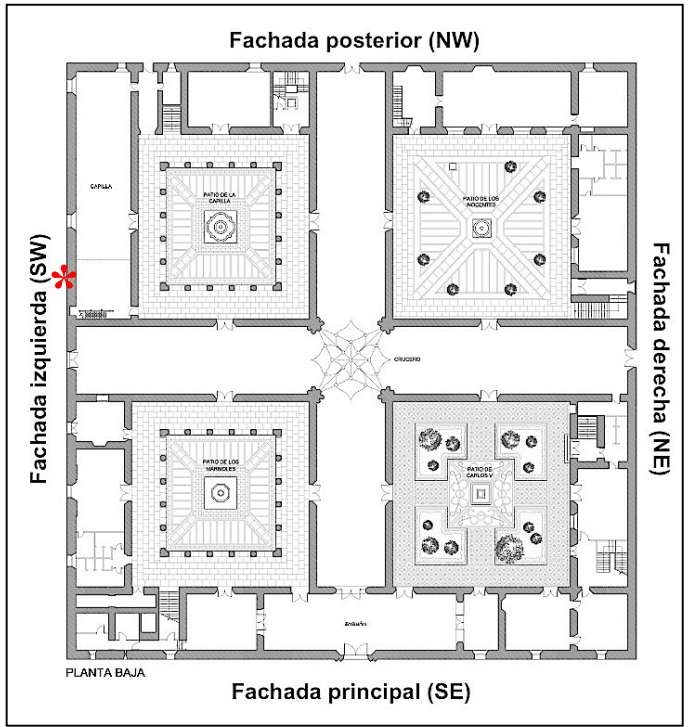 Fachada posterior (NW)
CAPILLA
PATIO DE LA
CAPILLA
PATIO DE LOS
INOCENTES
Fachada izquierda (SW)
Fachada derecha (NE)
CRUCERO
PATIO DE LOS
MÁRMOLES
PATIO DE
CARLOS V
ZAGUÁN
PLANTA BAJA
Fachada principal (SE)